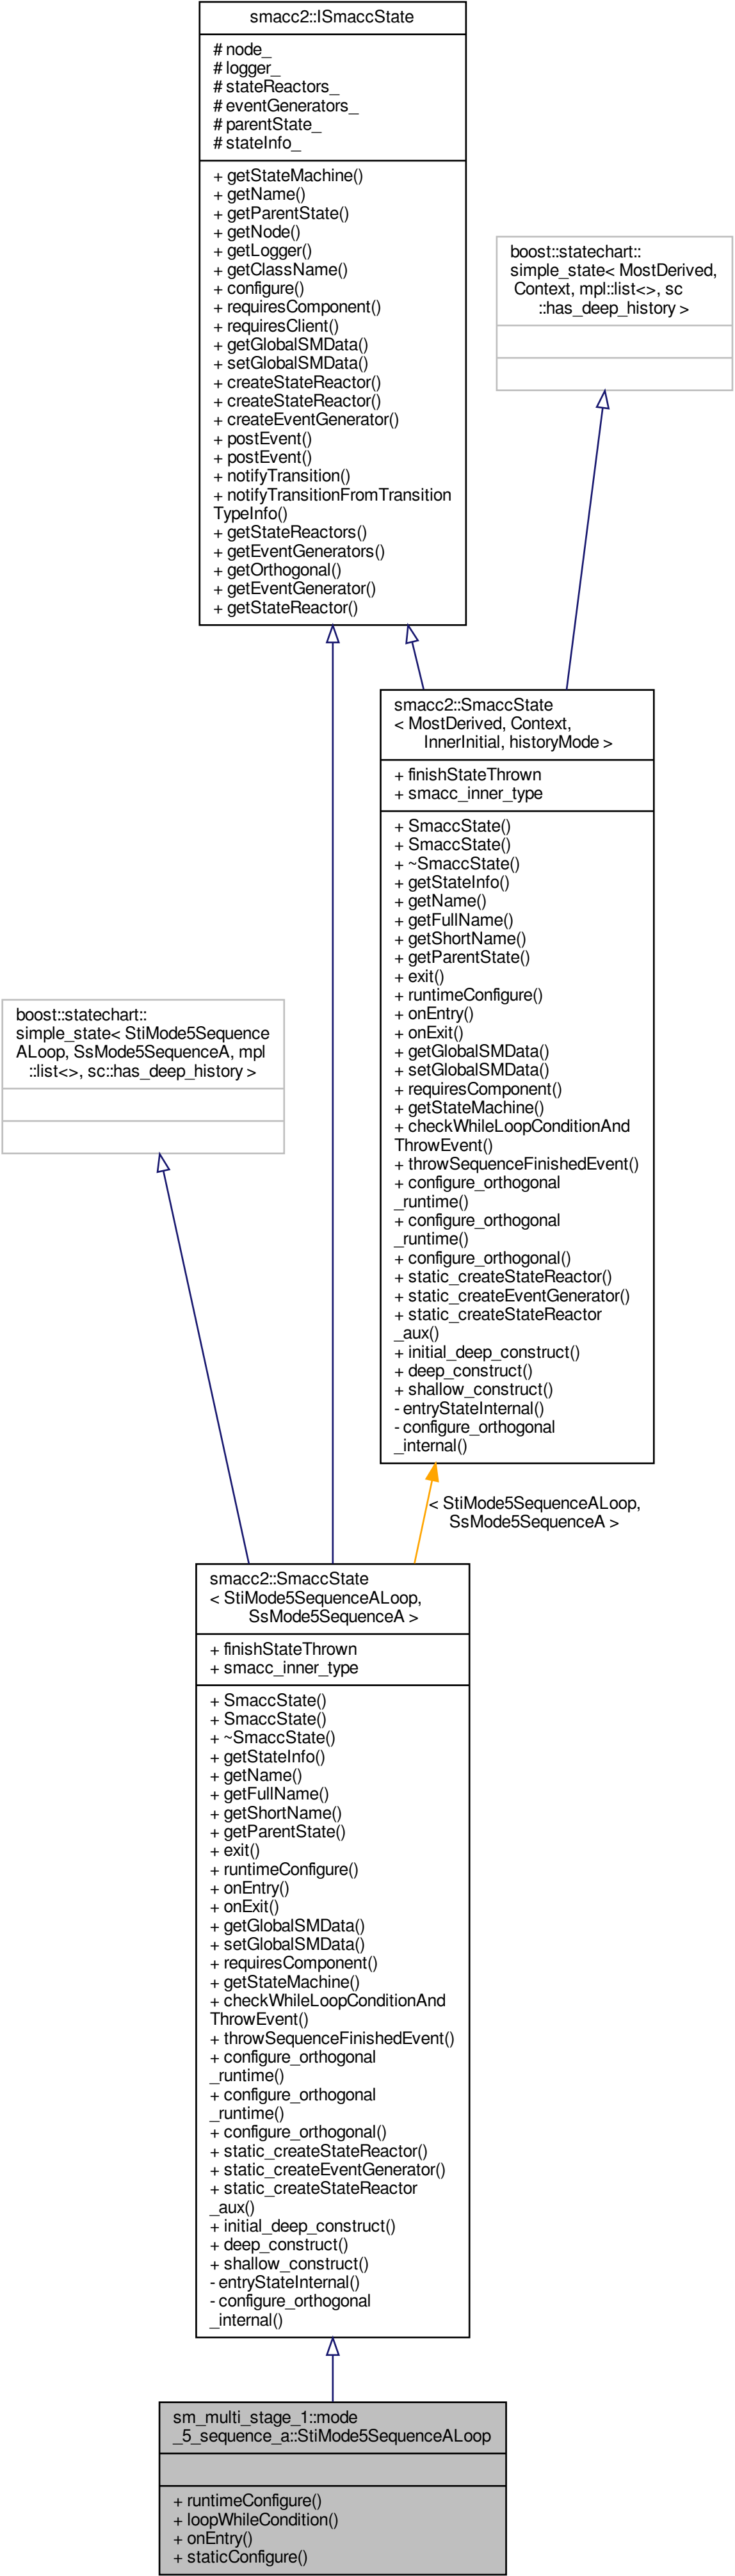 smacc2::ISmaccState
# node_
# logger_
# stateReactors_
# eventGenerators_
# parentState_
# stateInfo_
+ getStateMachine()
+ getName()
+ getParentState()
+ getNode()
+ getLogger()
+ getClassName()
+ configure()
+ requiresComponent()
+ requiresClient()
+ getGlobalSMData()
+ setGlobalSMData()
+ createStateReactor()
+ createStateReactor()
+ createEventGenerator()
+ postEvent()
+ postEvent()
+ notifyTransition()
+ notifyTransitionFromTransition
TypeInfo()
+ getStateReactors()
+ getEventGenerators()
+ getOrthogonal()
+ getEventGenerator()
+ getStateReactor()
boost::statechart::
simple_state< MostDerived,
Context, mpl::list<>, sc
::has_deep_history >
smacc2::SmaccState
< MostDerived, Context,
InnerInitial, historyMode >
+ finishStateThrown
+ smacc_inner_type
+ SmaccState()
+ SmaccState()
+ ~SmaccState()
+ getStateInfo()
+ getName()
+ getFullName()
+ getShortName()
+ getParentState()
+ exit()
+ runtimeConfigure()
+ onEntry()
+ onExit()
+ getGlobalSMData()
+ setGlobalSMData()
+ requiresComponent()
+ getStateMachine()
+ checkWhileLoopConditionAnd
ThrowEvent()
+ throwSequenceFinishedEvent()
+ configure_orthogonal
_runtime()
+ configure_orthogonal
_runtime()
+ configure_orthogonal()
+ static_createStateReactor()
+ static_createEventGenerator()
+ static_createStateReactor
_aux()
+ initial_deep_construct()
+ deep_construct()
+ shallow_construct()
- entryStateInternal()
- configure_orthogonal
_internal()
boost::statechart::
simple_state< StiMode5Sequence
ALoop, SsMode5SequenceA, mpl
::list<>, sc::has_deep_history >
< StiMode5SequenceALoop,
SsMode5SequenceA >
smacc2::SmaccState
< StiMode5SequenceALoop,
SsMode5SequenceA >
+ finishStateThrown
+ smacc_inner_type
+ SmaccState()
+ SmaccState()
+ ~SmaccState()
+ getStateInfo()
+ getName()
+ getFullName()
+ getShortName()
+ getParentState()
+ exit()
+ runtimeConfigure()
+ onEntry()
+ onExit()
+ getGlobalSMData()
+ setGlobalSMData()
+ requiresComponent()
+ getStateMachine()
+ checkWhileLoopConditionAnd
ThrowEvent()
+ throwSequenceFinishedEvent()
+ configure_orthogonal
_runtime()
+ configure_orthogonal
_runtime()
+ configure_orthogonal()
+ static_createStateReactor()
+ static_createEventGenerator()
+ static_createStateReactor
_aux()
+ initial_deep_construct()
+ deep_construct()
+ shallow_construct()
- entryStateInternal()
- configure_orthogonal
_internal()
sm_multi_stage_1::mode
_5_sequence_a::StiMode5SequenceALoop
+ runtimeConfigure()
+ loopWhileCondition()
+ onEntry()
+ staticConfigure()